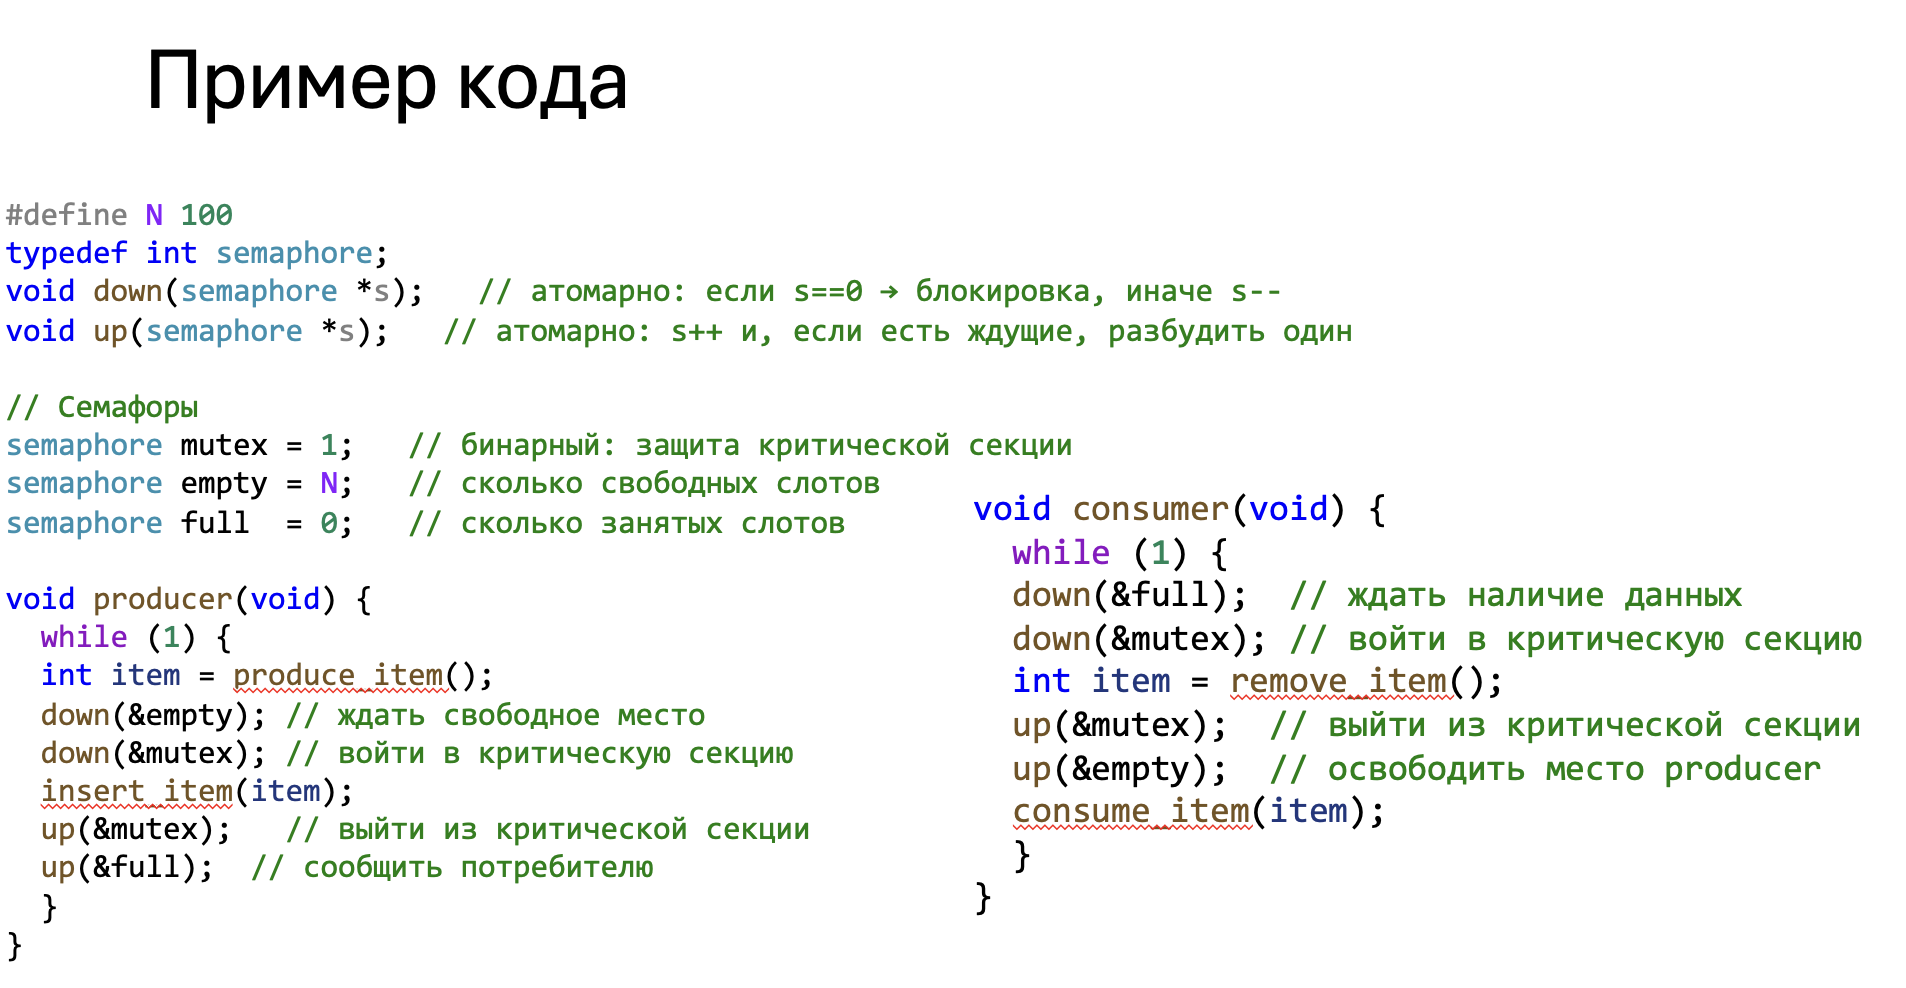 Пример кода
#define N 100
typedef int semaphore;
void down(semaphore *s);   // атомарно: если s==0 → блокировка, иначе s--
void up(semaphore *s);   // атомарно: s++ и, если есть ждущие, разбудить один
// Семафоры
semaphore mutex = 1;   // бинарный: защита критической секции
semaphore empty = N;   // сколько свободных слотов
semaphore full  = 0;   // сколько занятых слотов
void producer(void) {
  while (1) {
  int item = produce_item();
  down(&empty); // ждать свободное место
  down(&mutex); // войти в критическую секцию
  insert_item(item);
  up(&mutex);   // выйти из критической секции
  up(&full);  // сообщить потребителю
  }
}
void consumer(void) {
  while (1) {
  down(&full);  // ждать наличие данных
  down(&mutex); // войти в критическую секцию
  int item = remove_item();
  up(&mutex);  // выйти из критической секции
  up(&empty);  // освободить место producer
  consume_item(item);
  }
}